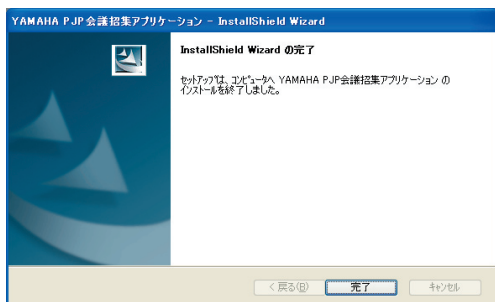 YAMAHA PJP会議招集アプリケーション - InstallShield Wizard
InstallShield Wizard の完了
セットアップは、コンピュータへ YAMAHA PJP会議招集アプリケーション の
インストールを終了しました。
< 戻る(B)
完了
キャンセル